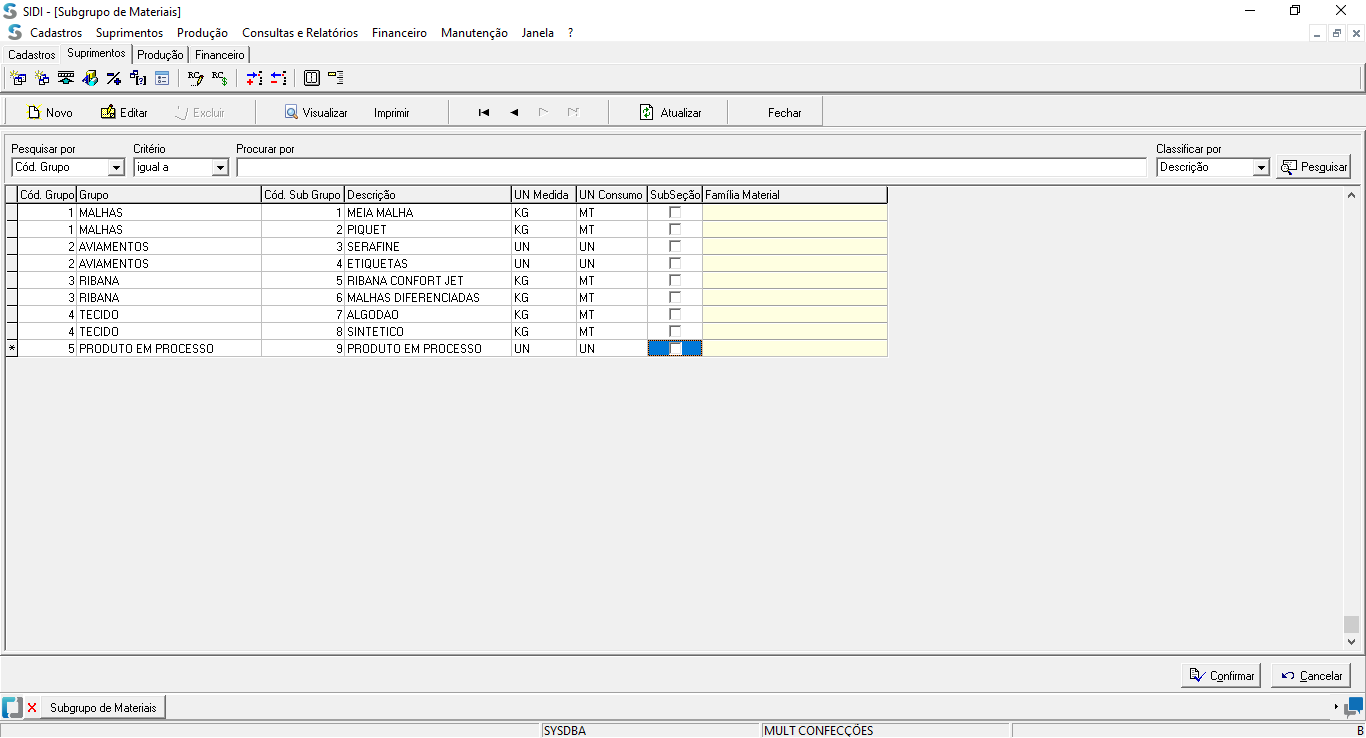 SIDI - [Subgrupo de Materiais]
Cadastros Suprimentos Produção Consultas e Relatórios Financeiro Manutenção Janela ?
Cadastros Suprimentos Produção Financeiro
Novo Editar Excluir Visualizar Imprimir Atualizar Fechar
Pesquisar por Critério Procurar por Classificar por
Cód. Grupo igual a Descrição Pesquisar
Cód. Grupo Grupo Cód. Sub Grupo Descrição UN Medida UN Consumo SubSeção Família Material
1 MALHAS 1 MEIA MALHA KG MT
1 MALHAS 2 PIQUET KG MT
2 AVIAMENTOS 3 SERAFINE UN UN
2 AVIAMENTOS 4 ETIQUETAS UN UN
3 RIBANA 5 RIBANA CONFORT JET KG MT
3 RIBANA 6 MALHAS DIFERENCIADAS KG MT
4 TECIDO 7 ALGODAO KG MT
4 TECIDO 8 SINTETICO KG MT
* 5 PRODUTO EM PROCESSO 9 PRODUTO EM PROCESSO UN UN
Confirmar Cancelar
Subgrupo de Materiais
SYSDBA MULT CONFECÇÕES B